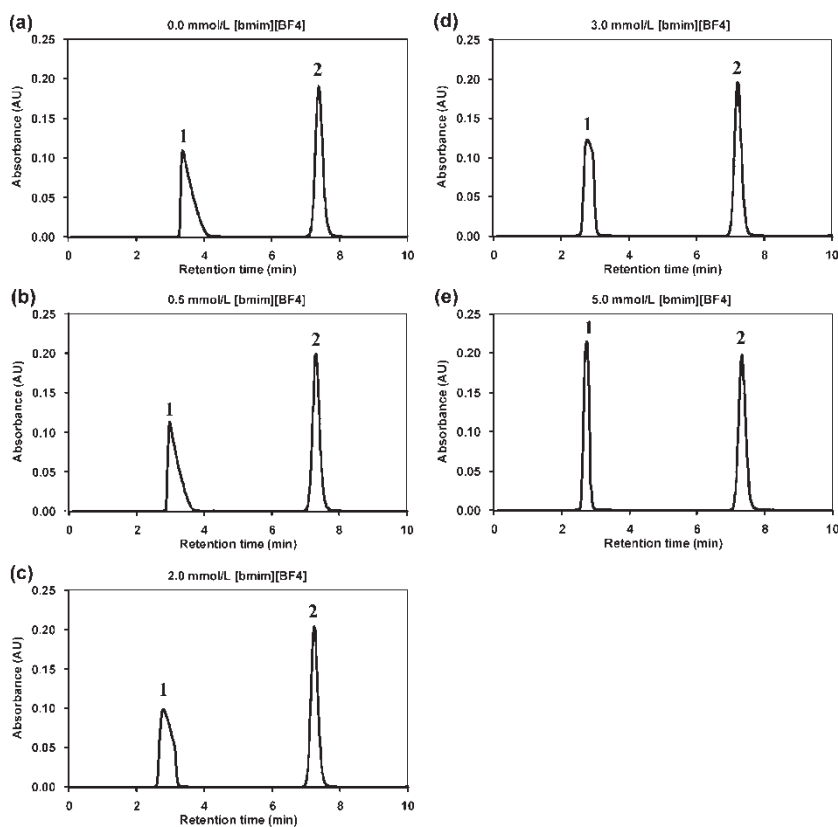 (a)
0.0 mmol/L [bmim][BF4]
0.25
0.20
0.15
0.10
0.05
0.00
Absorbance (AU)
1
2
0 2 4 6 8 10
Retention time (min)
(b)
0.5 mmol/L [bmim][BF4]
0.25
0.20
0.15
0.10
0.05
0.00
Absorbance (AU)
1
2
0 2 4 6 8 10
Retention time (min)
(c)
2.0 mmol/L [bmim][BF4]
0.25
0.20
0.15
0.10
0.05
0.00
Absorbance (AU)
1
2
0 2 4 6 8 10
Retention time (min)
(d)
3.0 mmol/L [bmim][BF4]
0.25
0.20
0.15
0.10
0.05
0.00
Absorbance (AU)
1
2
0 2 4 6 8 10
Retention time (min)
(e)
5.0 mmol/L [bmim][BF4]
0.25
0.20
0.15
0.10
0.05
0.00
Absorbance (AU)
1
2
0 2 4 6 8 10
Retention time (min)